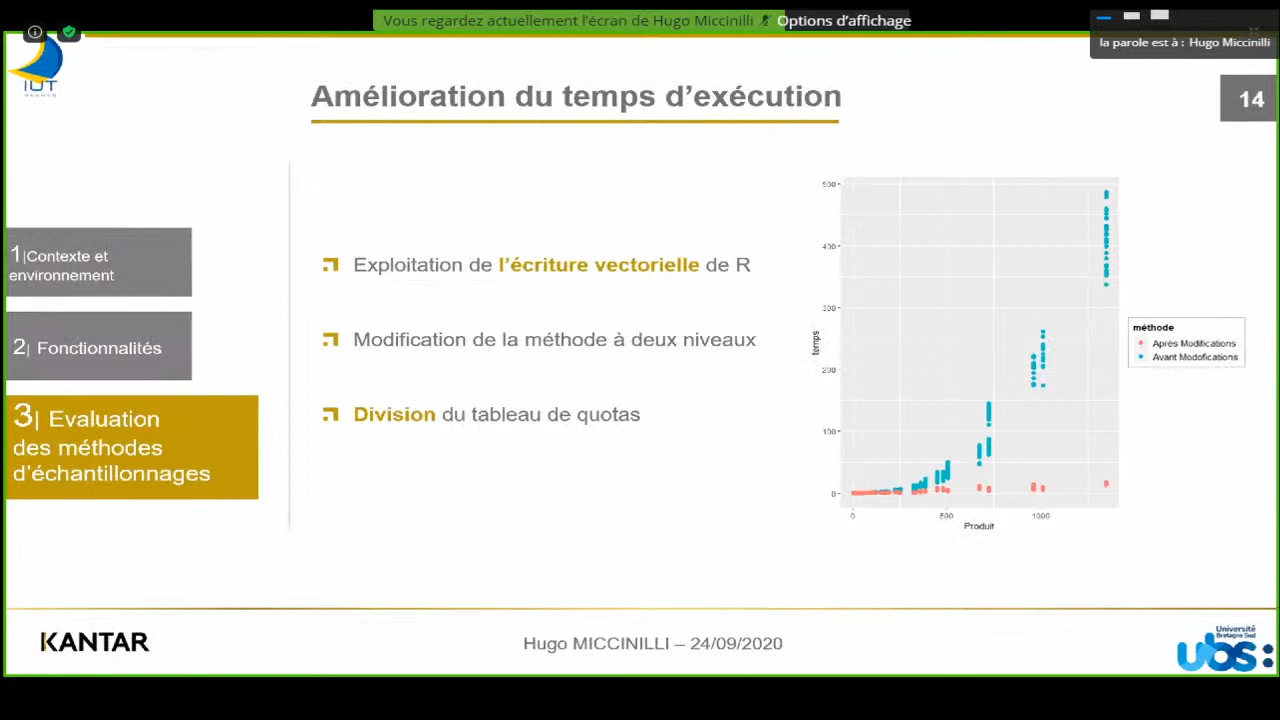 Vous regardez actuellement l'écran de Hugo Miccinilli
Options d'affichage
la parole est à : Hugo Miccinilli
IUT
Amélioration du temps d'exécution
14
1|Contexte et
environnement
2| Fonctionnalités
3| Evaluation
des méthodes
d'échantillonnages
Exploitation de l'écriture vectorielle de R
Modification de la méthode à deux niveaux
Division du tableau de quotas
500
400
300
200
100
0
temps
0
500
1000
Produit
méthode
Après Modifications
Avant Modofications
KANTAR
Hugo MICCINILLI – 24/09/2020
Université
Bretagne Sud
ubs: